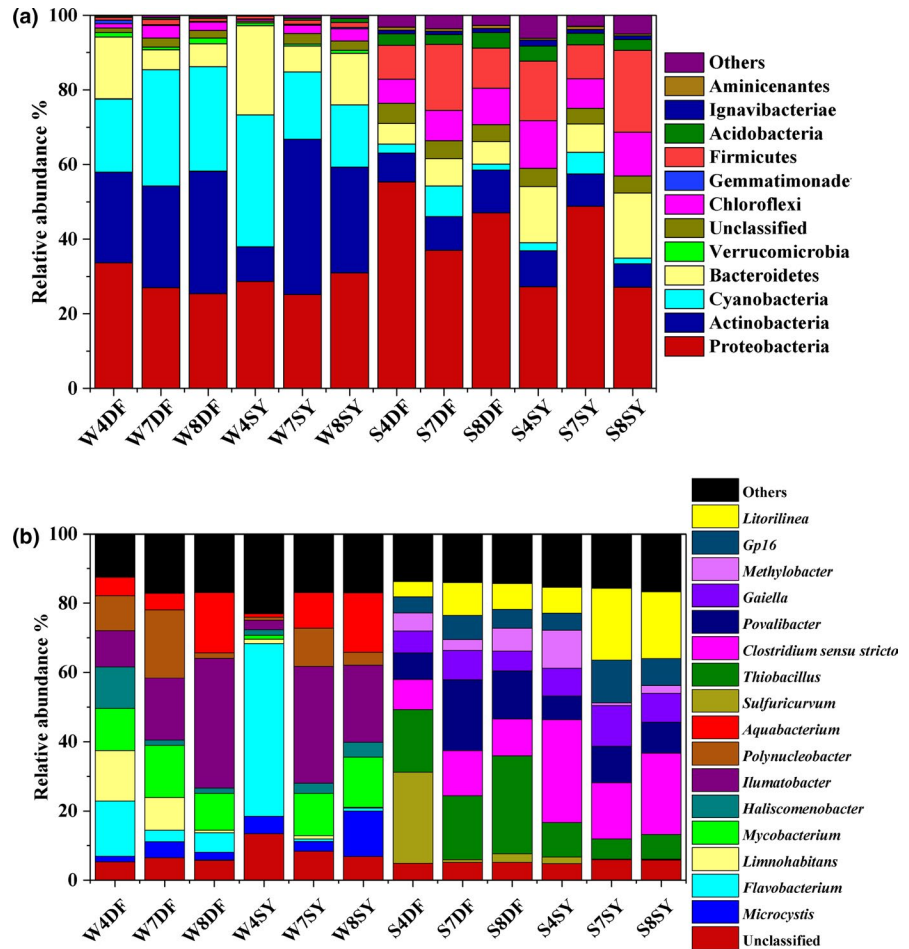 (a)
Relative abundance %
100
80
60
40
20
0
W4DF
W7DF
W8DF
W4SY
W7SY
W8SY
S4DF
S7DF
S8DF
S4SY
S7SY
S8SY
Others
Aminicenantes
Ignavibacteriae
Acidobacteria
Firmicutes
Gemmatimonade
Chloroflexi
Unclassified
Verrucomicrobia
Bacteroidetes
Cyanobacteria
Actinobacteria
Proteobacteria
(b)
Relative abundance %
100
80
60
40
20
0
W4DF
W7DF
W8DF
W4SY
W7SY
W8SY
S4DF
S7DF
S8DF
S4SY
S7SY
S8SY
Others
Litorilinea
Gp16
Methylobacter
Gaiella
Povalibacter
Clostridium sensu stricto
Thiobacillus
Sulfuricurvum
Aquabacterium
Polynucleobacter
Ilumatobacter
Haliscomenobacter
Mycobacterium
Limnohabitans
Flavobacterium
Microcystis
Unclassified